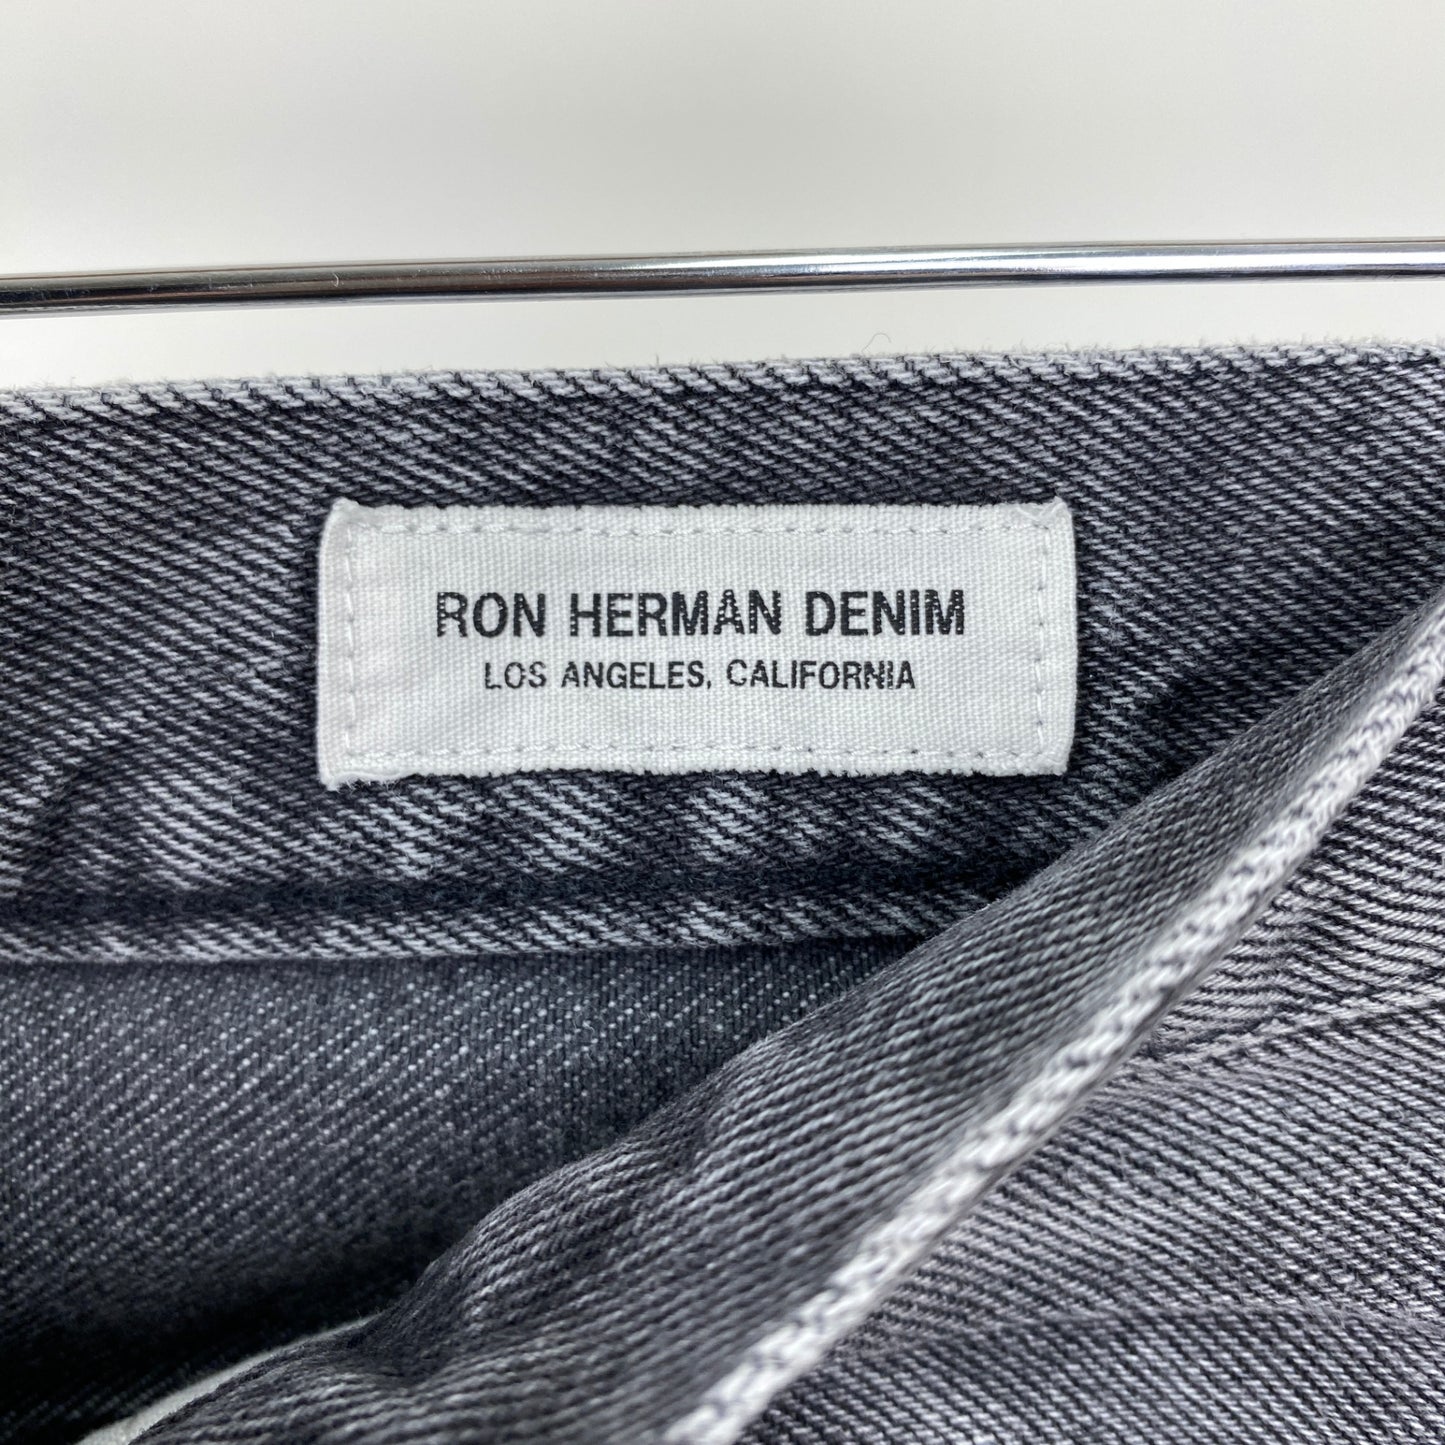 RON HERMAN DENIM
LOS ANGELES, CALIFORNIA